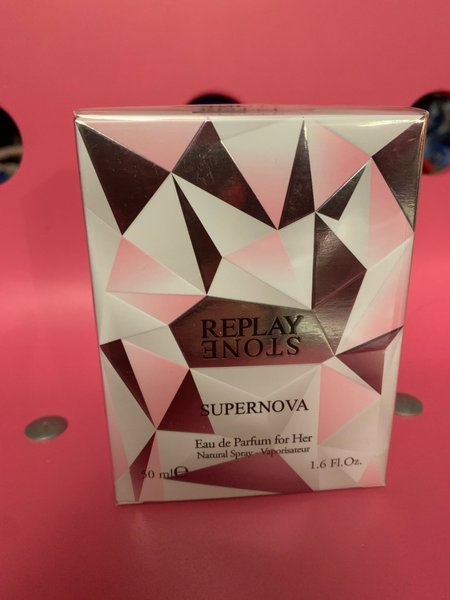 REPLAY
STONE
SUPERNOVA
Eau de Parfum for Her
Natural Spray - Vaporisateur
50 ml ℮
1.6 Fl.Oz.